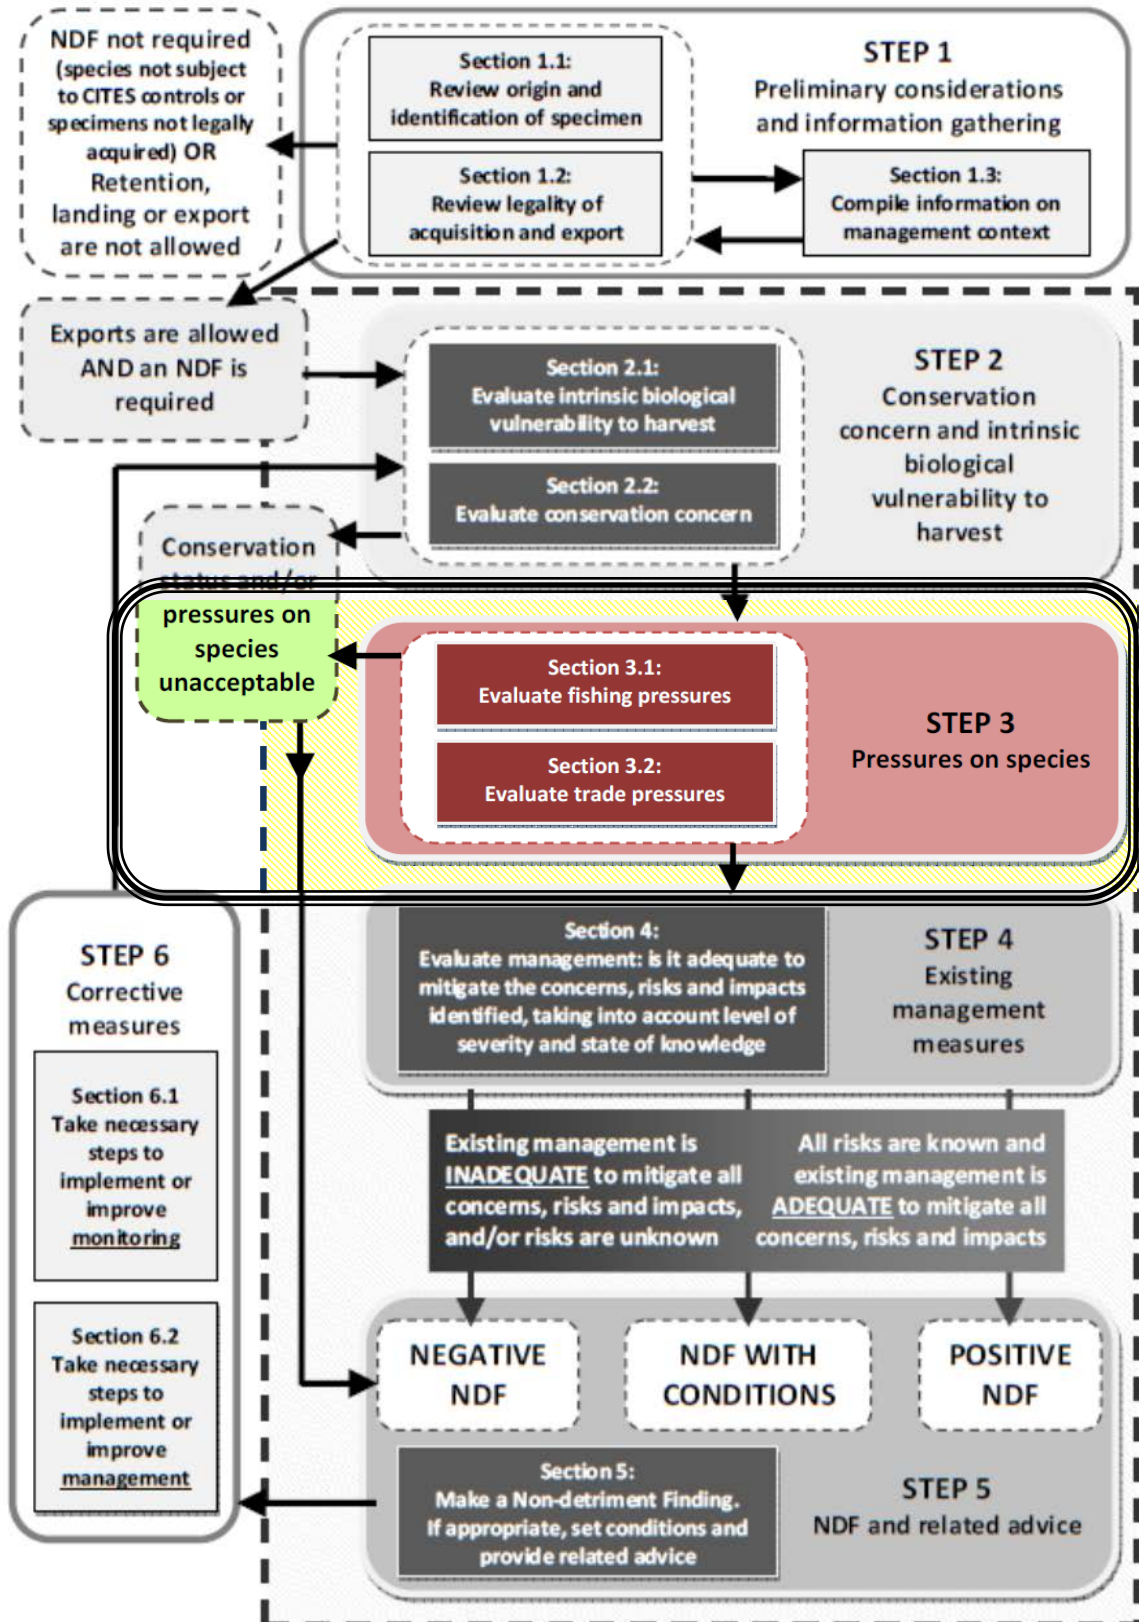 NDF not required
(species not subject
to CITES controls or
specimens not legally
acquired) OR
Retention,
landing or export
are not allowed
Section 1.1:
Review origin and
identification of specimen
Section 1.2:
Review legality of
acquisition and export
STEP 1
Preliminary considerations
and information gathering
Section 1.3:
Compile information on
management context
Exports are allowed
AND an NDF is
required
Section 2.1:
Evaluate intrinsic biological
vulnerability to harvest
Section 2.2:
Evaluate conservation concern
STEP 2
Conservation
concern and intrinsic
biological
vulnerability to
harvest
Conservation
status and/or
pressures on
species
unacceptable
Section 3.1:
Evaluate fishing pressures
Section 3.2:
Evaluate trade pressures
STEP 3
Pressures on species
Section 4:
Evaluate management: is it adequate to
mitigate the concerns, risks and impacts
identified, taking into account level of
severity and state of knowledge
STEP 4
Existing
management
measures
Existing management is
INADEQUATE to mitigate all
concerns, risks and impacts,
and/or risks are unknown
All risks are known and
existing management is
ADEQUATE to mitigate all
concerns, risks and impacts
NEGATIVE
NDF
NDF WITH
CONDITIONS
POSITIVE
NDF
Section 5:
Make a Non-detriment Finding.
If appropriate, set conditions and
provide related advice
STEP 5
NDF and related advice
STEP 6
Corrective
measures
Section 6.1
Take necessary
steps to
implement or
improve
monitoring
Section 6.2
Take necessary
steps to
implement or
improve
management